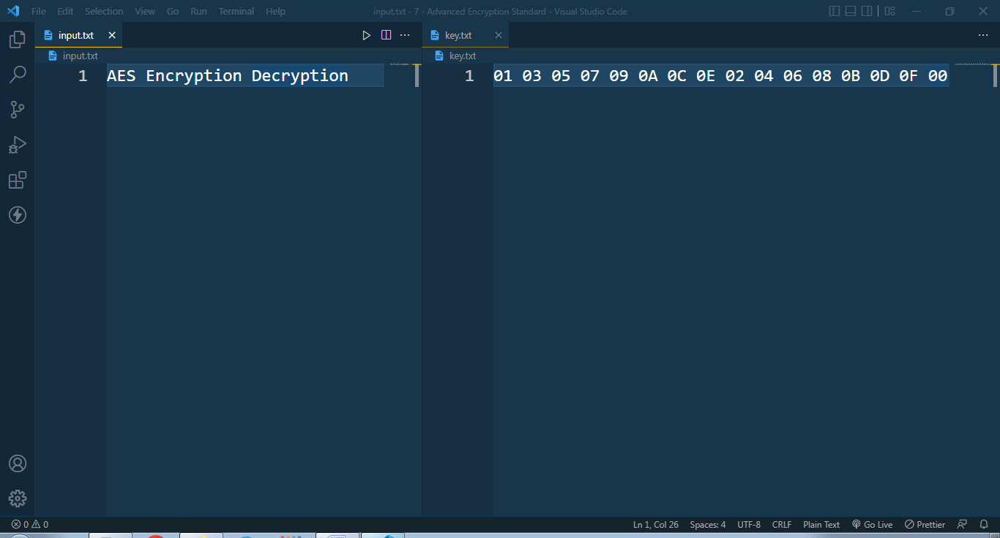 File Edit Selection View Go Run Terminal Help input.txt - 7 - Advanced Encryption Standard - Visual Studio Code
input.txt
key.txt
input.txt
key.txt
1 AES Encryption Decryption
1 01 03 05 07 09 0A 0C 0E 02 04 06 08 0B 0D 0F 00
0 0 Ln 1, Col 26 Spaces: 4 UTF-8 CRLF Plain Text Go Live Prettier